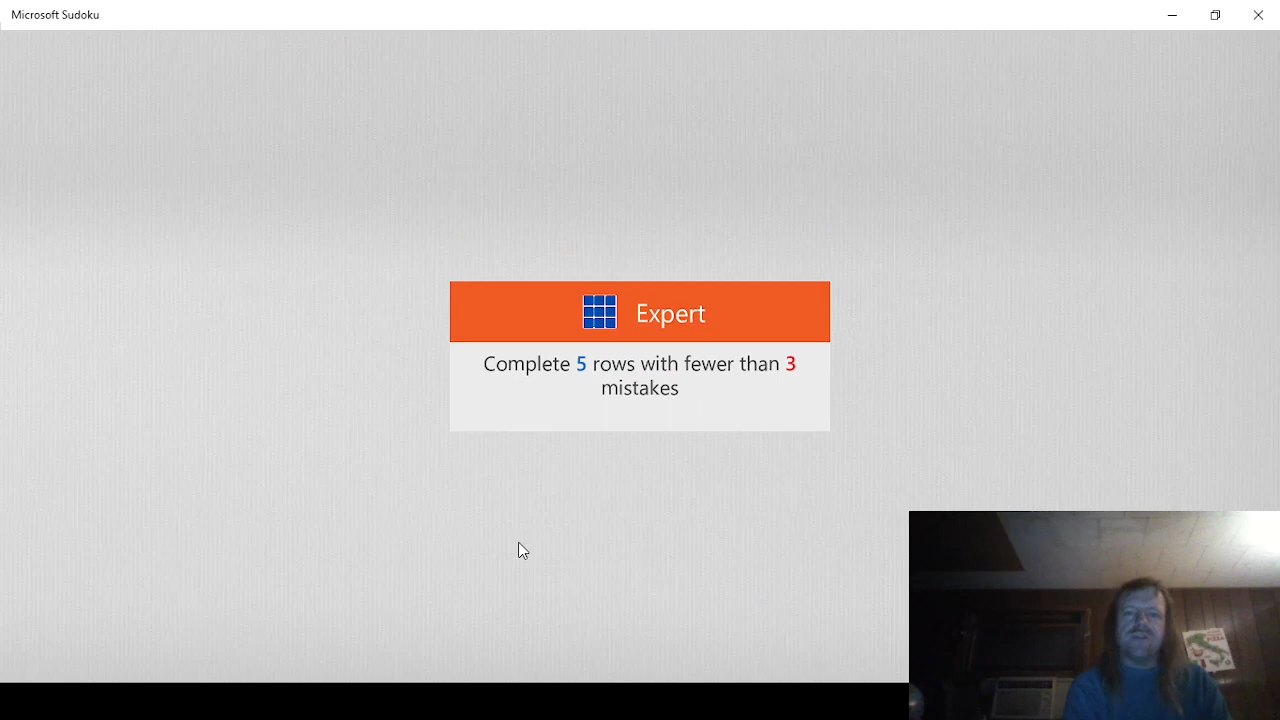 Microsoft Sudoku
Expert
Complete 5 rows with fewer than 3
mistakes